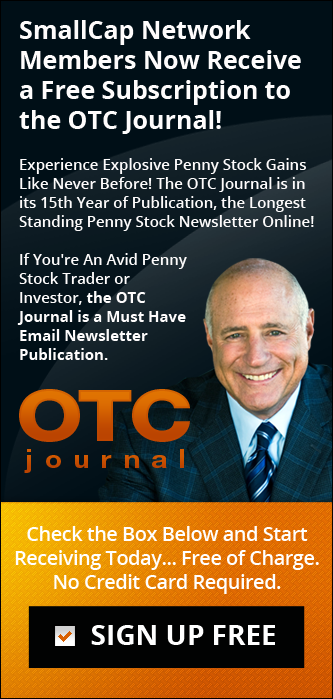 SmallCap Network
Members Now Receive
a Free Subscription to
the OTC Journal!
Experience Explosive Penny Stock Gains
Like Never Before! The OTC Journal is in
its 15th Year of Publication, the Longest
Standing Penny Stock Newsletter Online!
If You're An Avid Penny
Stock Trader or
Investor, the OTC
Journal is a Must Have
Email Newsletter
Publication.
OTC
journal
Check the Box Below and Start
Receiving Today... Free of Charge.
No Credit Card Required.
SIGN UP FREE